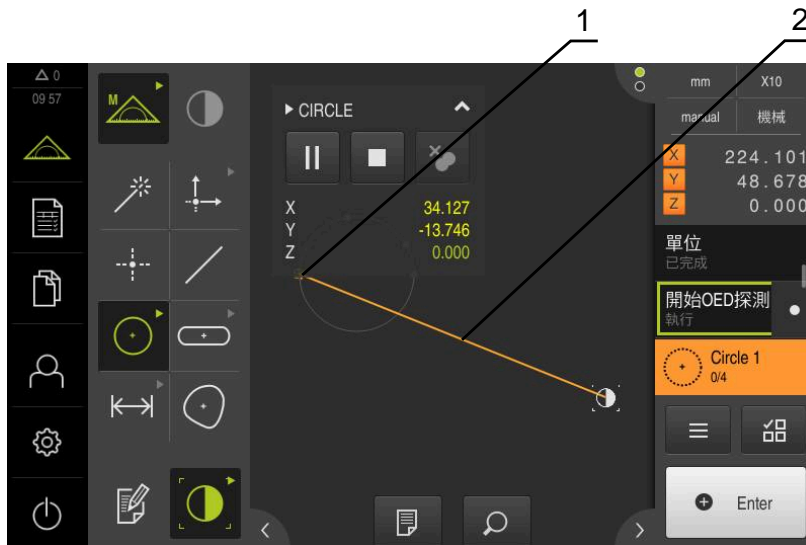 1
2
0
09 57
M
CIRCLE
X 34.127
Y -13.746
Z 0.000
mm X10
manual 機械
X 224.101
Y 48.678
Z 0.000
單位
已完成
開始OED探測
執行
Circle 1
0/4
Enter